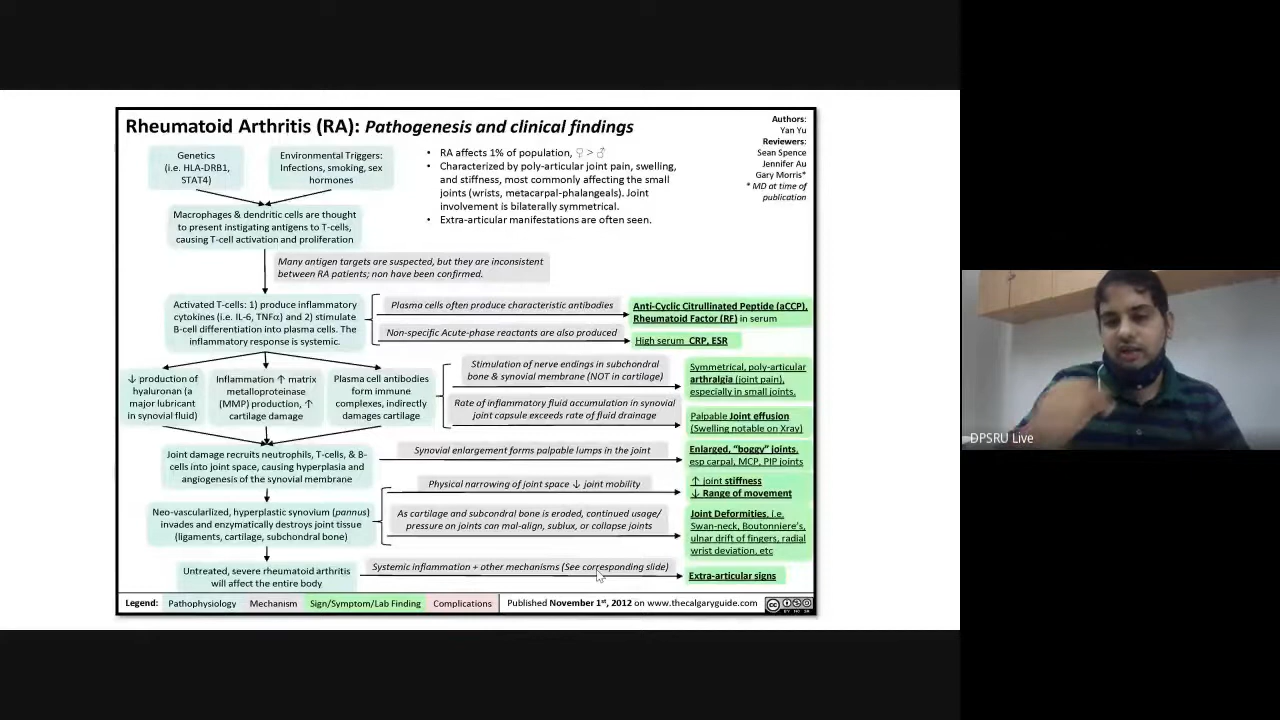 Rheumatoid Arthritis (RA): Pathogenesis and clinical findings
Authors:
Yan Yu
Reviewers:
Sean Spence
Jennifer Au
Gary Morris*
* MD at time of
publication
Genetics
(i.e. HLA-DRB1,
STAT4)
Environmental Triggers:
Infections, smoking, sex
hormones
• RA affects 1% of population, ♀ > ♂
• Characterized by poly-articular joint pain, swelling,
and stiffness, most commonly affecting the small
joints (wrists, metacarpal-phalangeals). Joint
involvement is bilaterally symmetrical.
• Extra-articular manifestations are often seen.
Macrophages & dendritic cells are thought
to present instigating antigens to T-cells,
causing T-cell activation and proliferation
Many antigen targets are suspected, but they are inconsistent
between RA patients; non have been confirmed.
Activated T-cells: 1) produce inflammatory
cytokines (i.e. IL-6, TNFα) and 2) stimulate
B-cell differentiation into plasma cells. The
inflammatory response is systemic.
Plasma cells often produce characteristic antibodies
Anti-Cyclic Citrullinated Peptide (aCCP),
Rheumatoid Factor (RF) in serum
Non-specific Acute-phase reactants are also produced
High serum CRP, ESR
↓ production of
hyaluronan (a
major lubricant
in synovial fluid)
Inflammation ↑ matrix
metalloproteinase
(MMP) production, ↑
cartilage damage
Plasma cell antibodies
form immune
complexes, indirectly
damages cartilage
Stimulation of nerve endings in subchondral
bone & synovial membrane (NOT in cartilage)
Symmetrical, poly-articular
arthralgia (joint pain),
especially in small joints.
Rate of inflammatory fluid accumulation in synovial
joint capsule exceeds rate of fluid drainage
Palpable Joint effusion
(Swelling notable on Xray)
Joint damage recruits neutrophils, T-cells, & B-
cells into joint space, causing hyperplasia and
angiogenesis of the synovial membrane
Synovial enlargement forms palpable lumps in the joint
Enlarged, "boggy" joints,
esp carpal, MCP, PIP joints
Physical narrowing of joint space ↓ joint mobility
↑ joint stiffness
↓ Range of movement
Neo-vascularized, hyperplastic synovium (pannus)
invades and enzymatically destroys joint tissue
(ligaments, cartilage, subchondral bone)
As cartilage and subcondral bone is eroded, continued usage/
pressure on joints can mal-align, sublux, or collapse joints
Joint Deformities, i.e.
Swan-neck, Boutonniere's,
ulnar drift of fingers, radial
wrist deviation, etc
Untreated, severe rheumatoid arthritis
will affect the entire body
Systemic inflammation + other mechanisms (See corresponding slide)
Extra-articular signs
Legend: Pathophysiology Mechanism Sign/Symptom/Lab Finding Complications Published November 1st, 2012 on www.thecalgaryguide.com
DPSRU Live